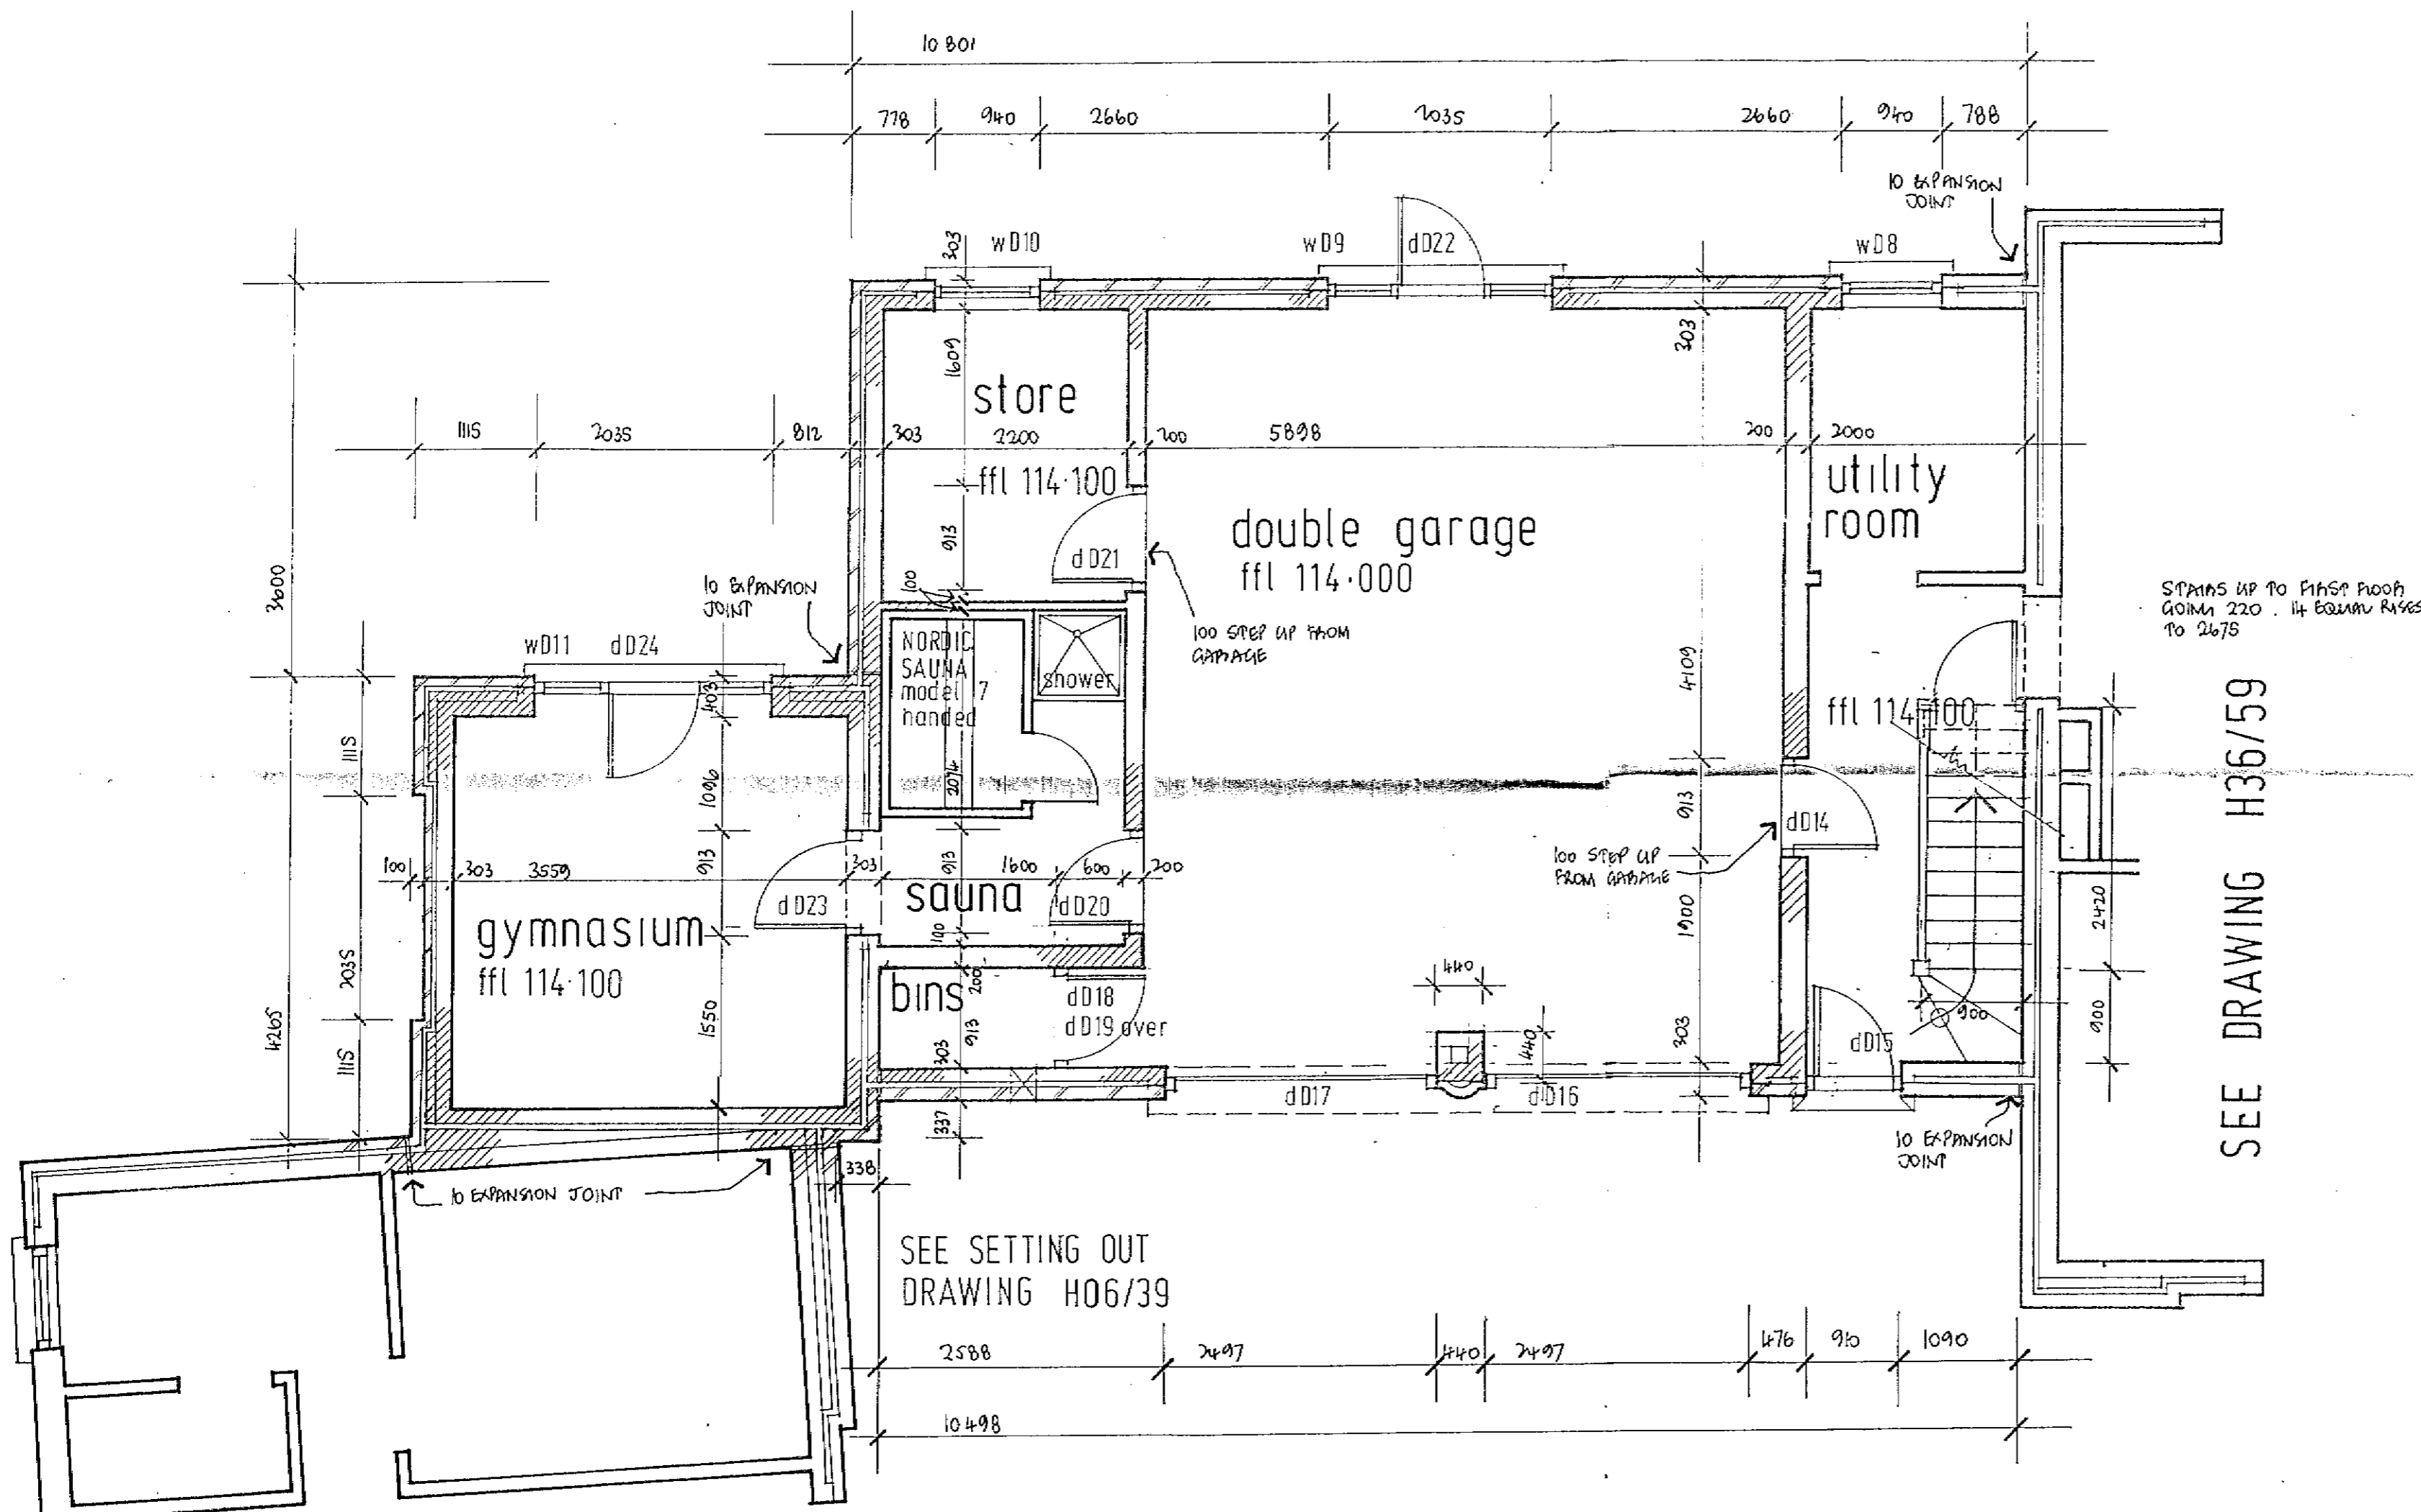 10 801
778
940
2660
2035
2660
940
788
10 EXPANSION
JOINT
303
wD10
wD9
dD22
wD8
303
1609
store
1115
2035
812
303
2200
200
5898
200
2000
ffl 114·100
utility
room
double garage
ffl 114·000
913
dD21
3600
10 EXPANSION
JOINT
100
100 STEP UP FROM
GARAGE
STAIRS UP TO FIRST FLOOR
GOING 220 . 14 EQUAL RISES
TO 2675
wD11
dD24
NORDIC
SAUNA
model 7
handed
shower
403
4109
ffl 114·100
1115
1096
2074
913
dD14
100 STEP UP
FROM GARAGE
SEE DRAWING H36/59
100
303
3559
913
303
913
1600
600
200
dD23
sauna
dD20
gymnasium
ffl 114·100
100
1900
2420
2035
4265
bins
200
dD18
dD19 over
440
900
900
1550
913
303
440
303
dD15
1115
dD17
dD16
337
10 EXPANSION
JOINT
338
10 EXPANSION JOINT
SEE SETTING OUT
DRAWING H06/39
2588
2497
440
2497
476
910
1090
10 498